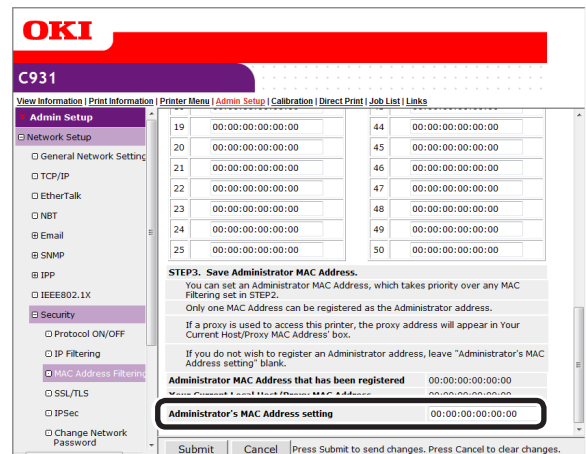 OKI
C931
View Information | Print Information | Printer Menu | Admin Setup | Calibration | Direct Print | Job List | Links
Admin Setup
Network Setup
General Network Setting
TCP/IP
EtherTalk
NBT
Email
SNMP
IPP
IEEE802.1X
Security
Protocol ON/OFF
IP Filtering
MAC Address Filtering
SSL/TLS
IPSec
Change Network
Password
19 00:00:00:00:00:00 44 00:00:00:00:00:00
20 00:00:00:00:00:00 45 00:00:00:00:00:00
21 00:00:00:00:00:00 46 00:00:00:00:00:00
22 00:00:00:00:00:00 47 00:00:00:00:00:00
23 00:00:00:00:00:00 48 00:00:00:00:00:00
24 00:00:00:00:00:00 49 00:00:00:00:00:00
25 00:00:00:00:00:00 50 00:00:00:00:00:00
STEP3. Save Administrator MAC Address.
You can set an Administrator MAC Address, which takes priority over any MAC
Filtering set in STEP2.
Only one MAC Address can be registered as the Administrator address.
If a proxy is used to access this printer, the proxy address will appear in Your
Current Host/Proxy MAC Address' box.
If you do not wish to register an Administrator address, leave "Administrator's MAC
Address setting" blank.
Administrator MAC Address that has been registered 00:00:00:00:00:00
Your Current Local Host/Proxy MAC Address 00:00:00:00:00:00
Administrator's MAC Address setting 00:00:00:00:00:00
Submit Cancel Press Submit to send changes. Press Cancel to clear changes.